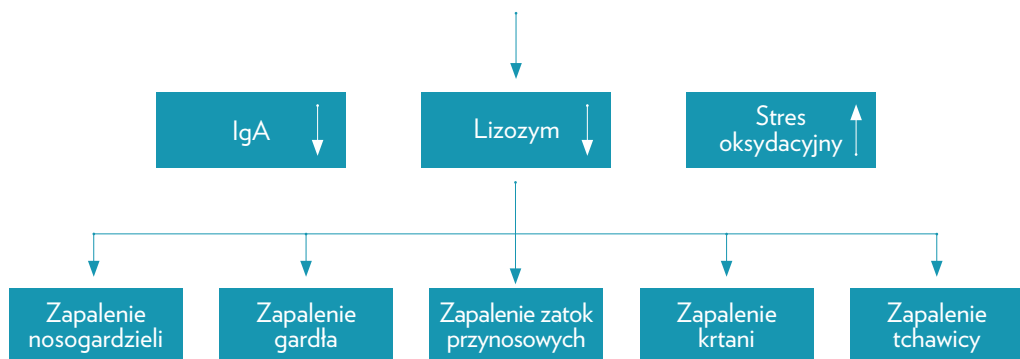 IgA
Lizozym
Stres
oksydacyjny
Zapalenie
nosogardzieli
Zapalenie
gardła
Zapalenie zatok
przynosowych
Zapalenie
krtani
Zapalenie
tchawicy